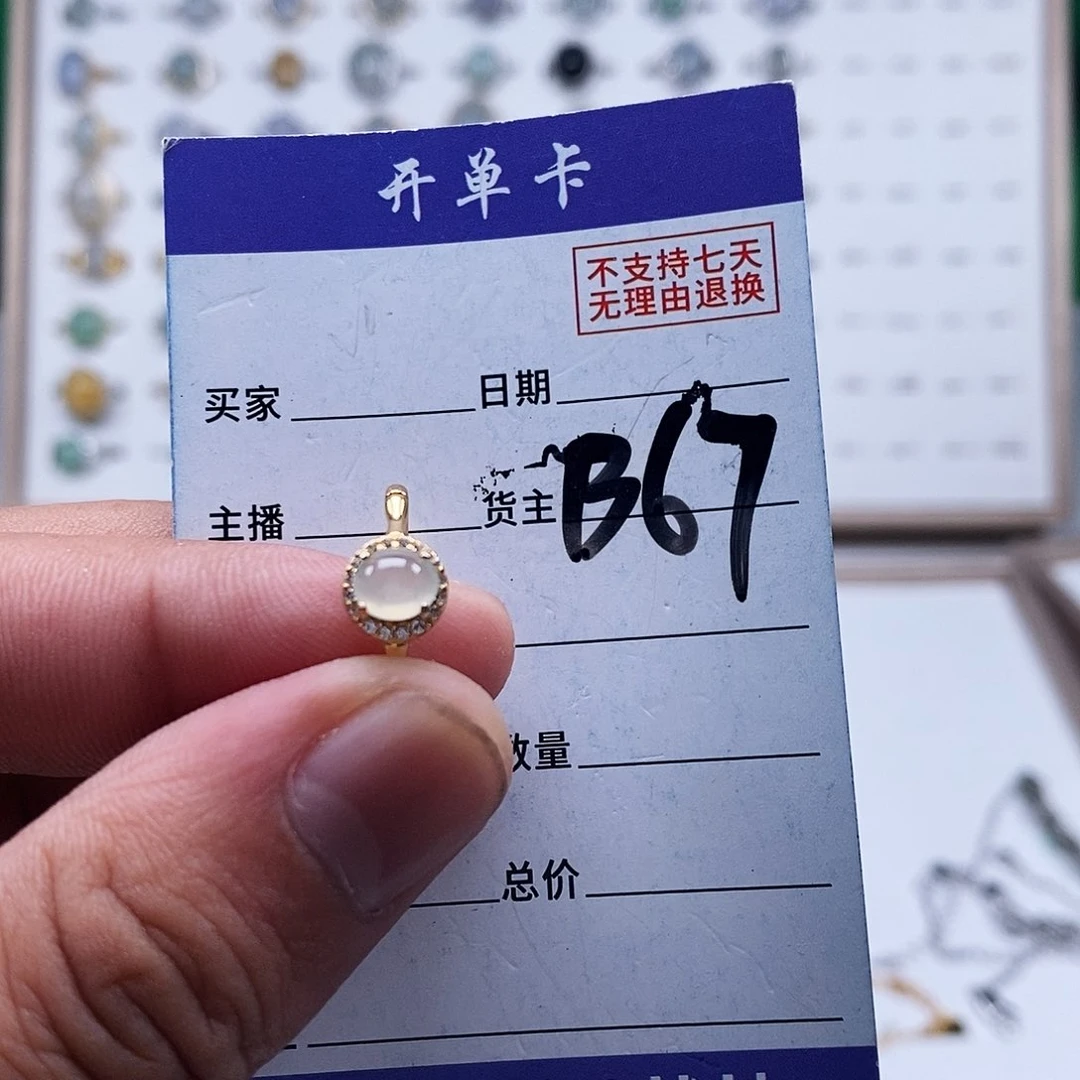 开单卡
不支持七天
无理由退换
买家 日期
主播 货主 B67
数量
总价